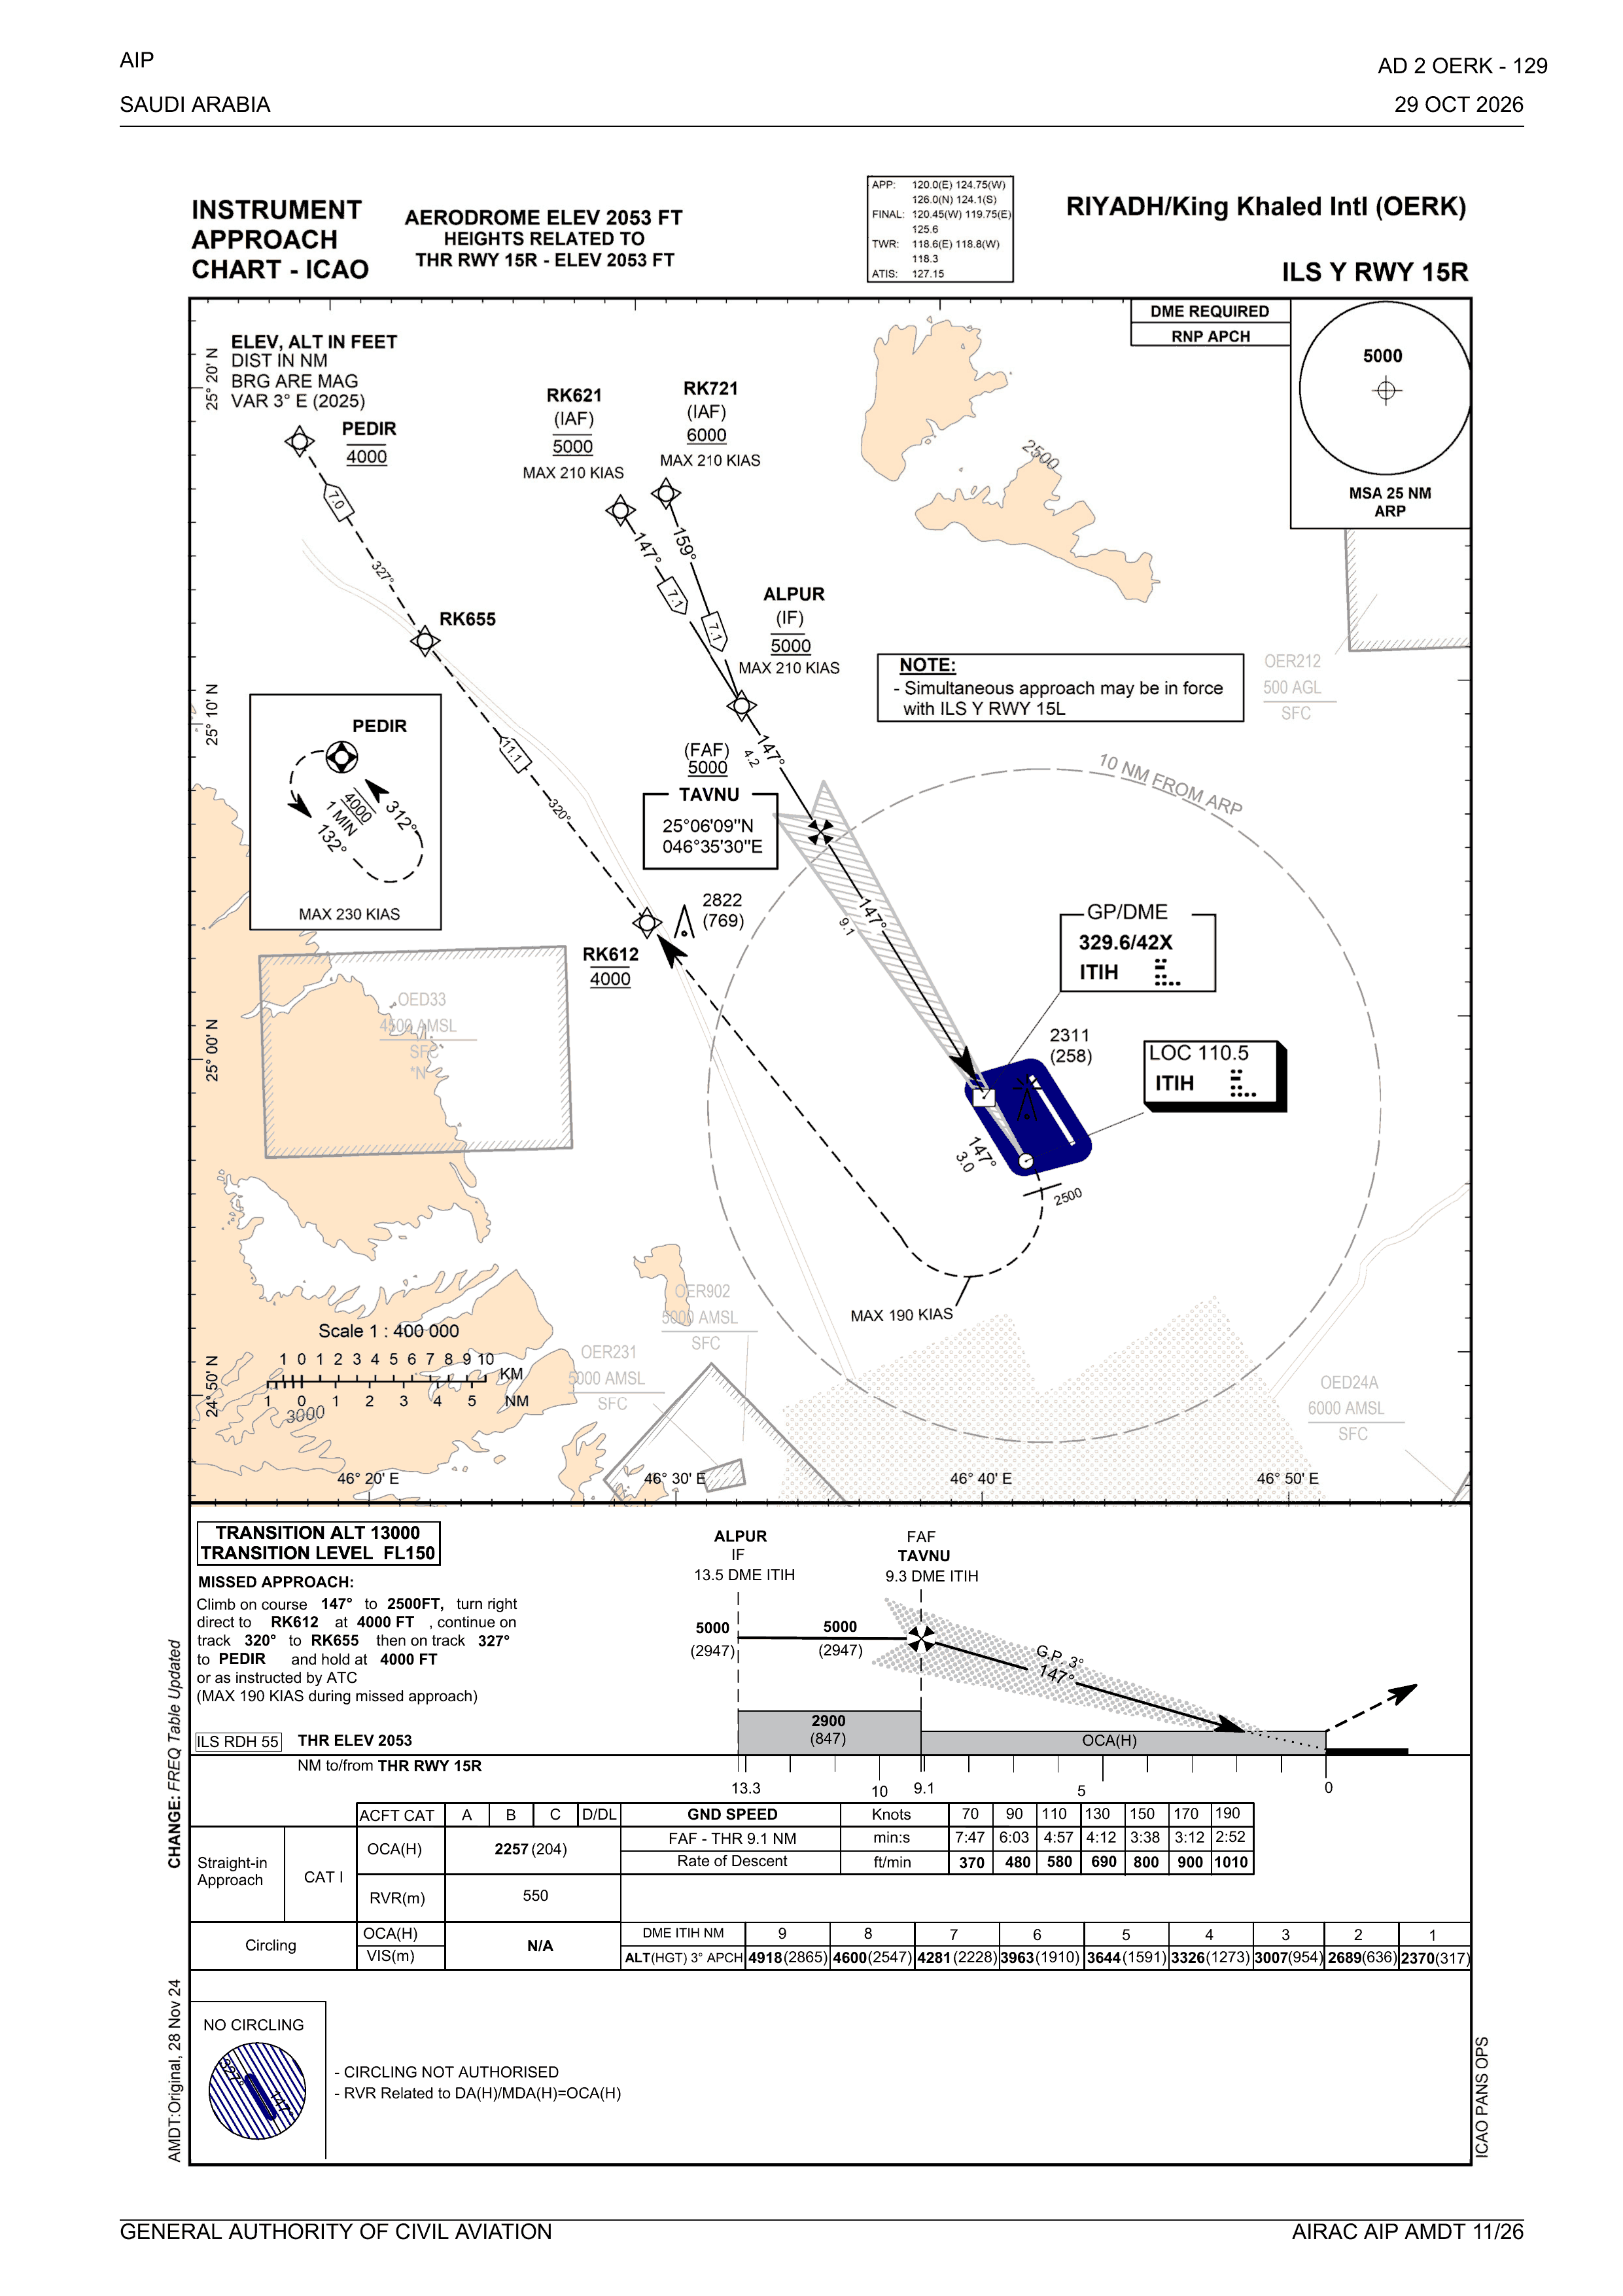 AIP
AD 2 OERK - 129
SAUDI ARABIA
29 OCT 2026
INSTRUMENT
APPROACH
CHART - ICAO
AERODROME ELEV 2053 FT
HEIGHTS RELATED TO
THR RWY 15R - ELEV 2053 FT
APP: 120.0(E) 124.75(W)
126.0(N) 124.1(S)
FINAL: 120.45(W) 119.75(E)
125.6
TWR: 118.6(E) 118.8(W)
118.3
ATIS: 127.15
RIYADH/King Khaled Intl (OERK)
ILS Y RWY 15R
ELEV, ALT IN FEET
DIST IN NM
BRG ARE MAG
VAR 3° E (2025)
DME REQUIRED
RNP APCH
5000
MSA 25 NM
ARP
25° 20' N
25° 10' N
25° 00' N
24° 50' N
PEDIR
4000
7.0
327°
RK621
(IAF)
5000
MAX 210 KIAS
RK721
(IAF)
6000
MAX 210 KIAS
147°
7.1
159°
7.1
2500
RK655
ALPUR
(IF)
5000
MAX 210 KIAS
NOTE:
- Simultaneous approach may be in force
with ILS Y RWY 15L
OER212
500 AGL
SFC
PEDIR
4000
1 MIN
312°
132°
MAX 230 KIAS
11.1
320°
147°
4.2
(FAF)
5000
TAVNU
25°06'09"N
046°35'30"E
10 NM FROM ARP
2822
(769)
RK612
4000
147°
9.1
GP/DME
329.6/42X
ITIH
2311
(258)
LOC 110.5
ITIH
OED33
4500 AMSL
SFC
*N
147°
3.0
2500
MAX 190 KIAS
OER902
5000 AMSL
SFC
OER231
5000 AMSL
SFC
OED24A
6000 AMSL
SFC
Scale 1 : 400 000
1 0 1 2 3 4 5 6 7 8 9 10
KM
1 0 1 2 3 4 5 NM
3000
46° 20' E
46° 30' E
46° 40' E
46° 50' E
TRANSITION ALT 13000
TRANSITION LEVEL FL150
MISSED APPROACH:
Climb on course 147° to 2500FT, turn right
direct to RK612 at 4000 FT , continue on
track 320° to RK655 then on track 327°
to PEDIR and hold at 4000 FT
or as instructed by ATC
(MAX 190 KIAS during missed approach)
ILS RDH 55
THR ELEV 2053
NM to/from THR RWY 15R
ALPUR
IF
13.5 DME ITIH
FAF
TAVNU
9.3 DME ITIH
5000
(2947)
5000
(2947)
G.P. 3°
147°
2900
(847)
OCA(H)
13.3
10
9.1
5
0
ACFT CAT A B C D/DL
Straight-in
Approach
CAT I
OCA(H) 2257 (204)
RVR(m) 550
Circling
OCA(H)
VIS(m)
N/A
GND SPEED Knots 70 90 110 130 150 170 190
FAF - THR 9.1 NM min:s 7:47 6:03 4:57 4:12 3:38 3:12 2:52
Rate of Descent ft/min 370 480 580 690 800 900 1010
DME ITIH NM 9 8 7 6 5 4 3 2 1
ALT(HGT) 3° APCH 4918(2865) 4600(2547) 4281(2228) 3963(1910) 3644(1591) 3326(1273) 3007(954) 2689(636) 2370(317)
NO CIRCLING
327°
147°
- CIRCLING NOT AUTHORISED
- RVR Related to DA(H)/MDA(H)=OCA(H)
CHANGE: FREQ Table Updated
AMDT:Original, 28 Nov 24
ICAO PANS OPS
GENERAL AUTHORITY OF CIVIL AVIATION
AIRAC AIP AMDT 11/26